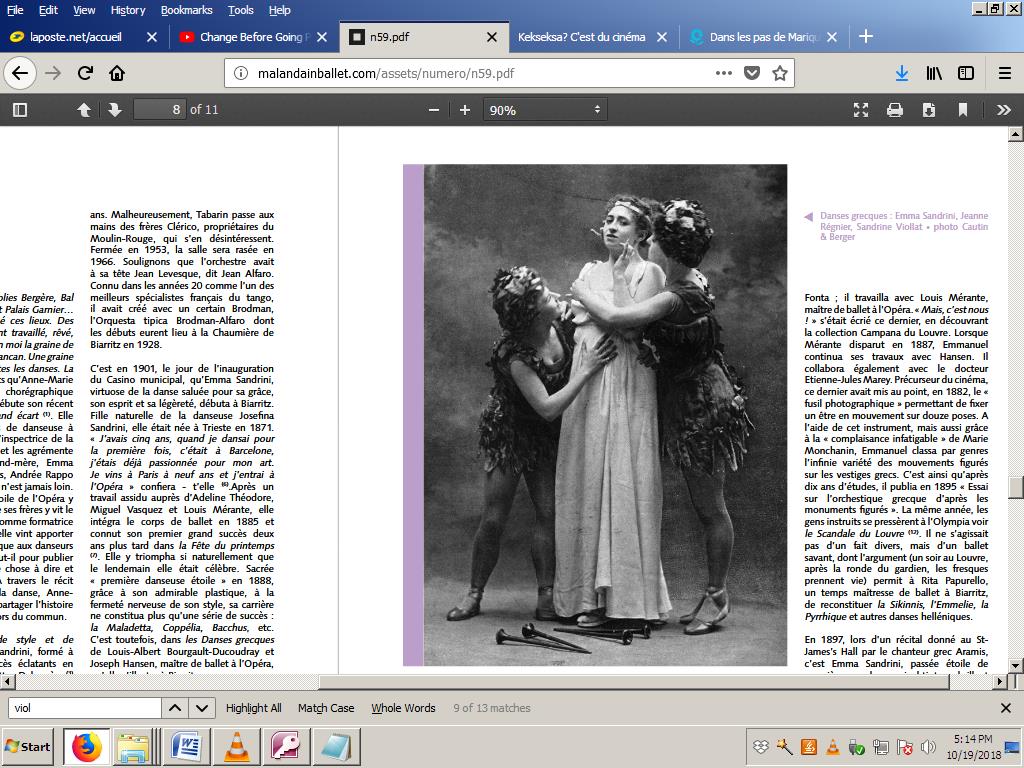 File Edit View History Bookmarks Tools Help
laposte.net/accueil
Change Before Going P
n59.pdf
Kekseksa? C'est du cinéma
Dans les pas de Mariqu
malandainballet.com/assets/numero/n59.pdf
8 of 11
90%
olies Bergère, Bal
t Palais Garnier…
é ces lieux. Des
nt travaillé, rêvé,
n moi la graine de
ancan. Une graine
es les danses. La
ts qu'Anne-Marie
chorégraphique
ébute son récent
nd écart (1). Elle
s de danseuse à
'inspectrice de la
et les agrémente
nd-mère, Emma
s, Andrée Rappo
n'est jamais loin.
oile de l'Opéra y
e ses frères y vit le
omme formatrice
elle vint apporter
que aux danseurs
ut-il pour publier
e chose à dire et
A travers le récit
la danse, Anne-
partager l'histoire
ors du commun.
de style et de
andrini, formé à
cès éclatants en
ans. Malheureusement, Tabarin passe aux
mains des frères Clérico, propriétaires du
Moulin-Rouge, qui s'en désintéressent.
Fermée en 1953, la salle sera rasée en
1966. Soulignons que l'orchestre avait
à sa tête Jean Levesque, dit Jean Alfaro.
Connu dans les années 20 comme l'un des
meilleurs spécialistes français du tango,
il avait créé avec un certain Brodman,
l'Orquesta tipica Brodman-Alfaro dont
les débuts eurent lieu à la Chaumière de
Biarritz en 1928.
C'est en 1901, le jour de l'inauguration
du Casino municipal, qu'Emma Sandrini,
virtuose de la danse saluée pour sa grâce,
son esprit et sa légèreté, débuta à Biarritz.
Fille naturelle de la danseuse Josefina
Sandrini, elle était née à Trieste en 1871.
« J'avais cinq ans, quand je dansai pour
la première fois, c'était à Barcelone,
j'étais déjà passionnée pour mon art.
Je vins à Paris à neuf ans et j'entrai à
l'Opéra » confiera - t'elle (6).Après un
travail assidu auprès d'Adeline Théodore,
Miguel Vasquez et Louis Mérante, elle
intégra le corps de ballet en 1885 et
connut son premier grand succès deux
ans plus tard dans la Fête du printemps
(7). Elle y triompha si naturellement que
le lendemain elle était célèbre. Sacrée
« première danseuse étoile » en 1888,
grâce à son admirable plastique, à la
fermeté nerveuse de son style, sa carrière
ne constitua plus qu'une série de succès :
la Maladetta, Coppélia, Bacchus, etc.
C'est toutefois, dans les Danses grecques
de Louis-Albert Bourgault-Ducoudray et
Joseph Hansen, maître de ballet à l'Opéra,
Danses grecques : Emma Sandrini, Jeanne
Régnier, Sandrine Viollat • photo Cautin
& Berger
Fonta ; il travailla avec Louis Mérante,
maître de ballet à l'Opéra. « Mais, c'est nous
! » s'était écrié ce dernier, en découvrant
la collection Campana du Louvre. Lorsque
Mérante disparut en 1887, Emmanuel
continua ses travaux avec Hansen. Il
collabora également avec le docteur
Etienne-Jules Marey. Précurseur du cinéma,
ce dernier avait mis au point, en 1882, le «
fusil photographique » permettant de fixer
un être en mouvement sur douze poses. A
l'aide de cet instrument, mais aussi grâce
à la « complaisance infatigable » de Marie
Monchanin, Emmanuel classa par genres
l'infinie variété des mouvements figurés
sur les vestiges grecs. C'est ainsi qu'après
dix ans d'études, il publia en 1895 « Essai
sur l'orchestique grecque d'après les
monuments figurés ». La même année, les
gens instruits se pressèrent à l'Olympia voir
le Scandale du Louvre (12). Il ne s'agissait
pas d'un fait divers, mais d'un ballet
savant, dont l'argument (un soir au Louvre,
après la ronde du gardien, les fresques
prennent vie) permit à Rita Papurello,
un temps maîtresse de ballet à Biarritz,
de reconstituer la Sikinnis, l'Emmelie, la
Pyrrhique et autres danses helléniques.
En 1897, lors d'un récital donné au St-
James's Hall par le chanteur grec Aramis,
c'est Emma Sandrini, passée étoile de
viol
Highlight All Match Case Whole Words 9 of 13 matches
Start
5:14 PM
10/19/2018